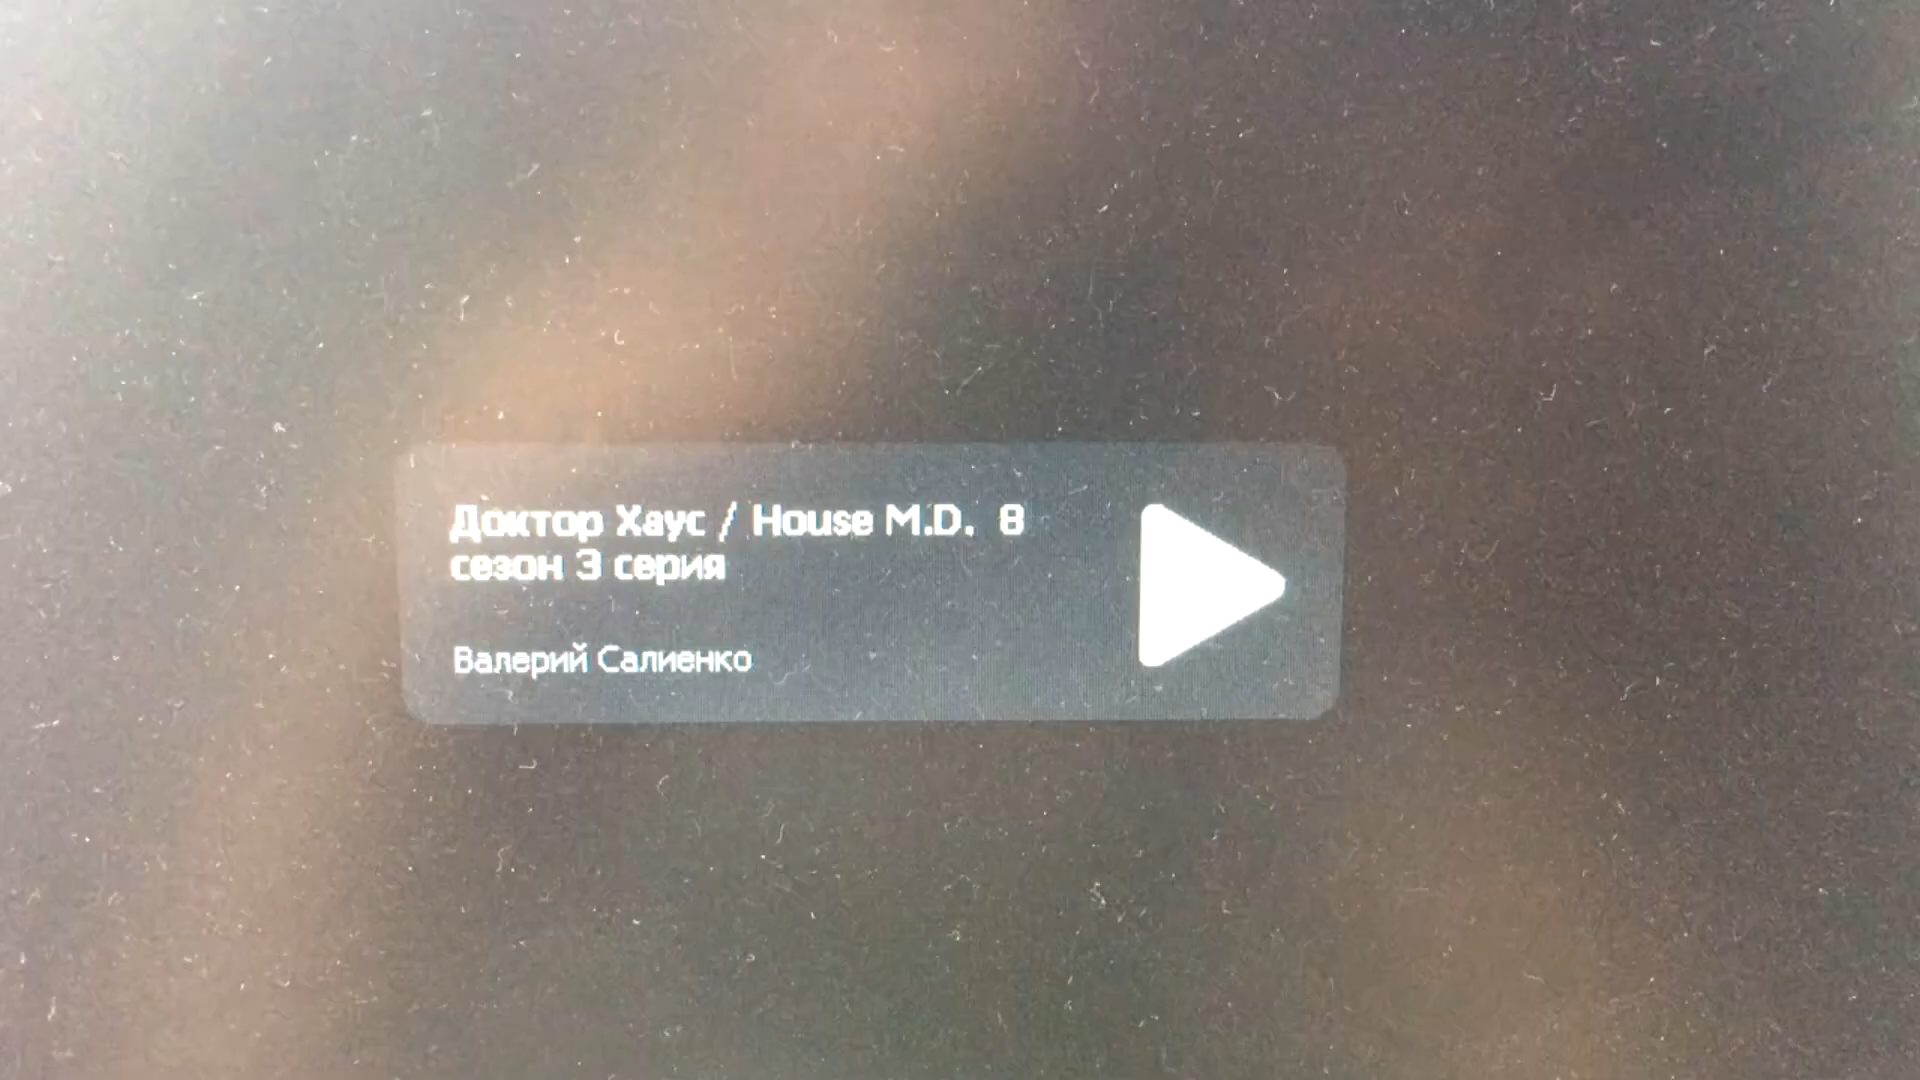 Доктор Хаус / House M.D.  8
сезон 3 серия
Валерий Салиенко